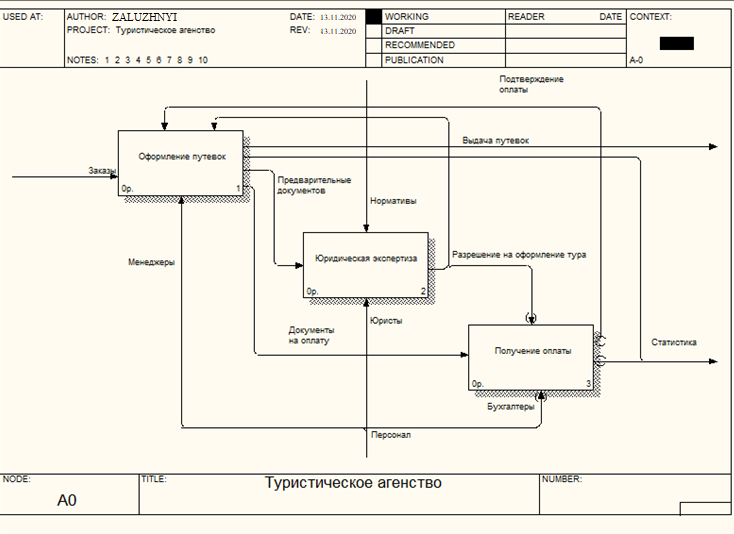 USED AT:
AUTHOR: ZALUZHNYI
DATE: 13.11.2020
PROJECT: Туристическое агенство
REV: 13.11.2020
NOTES: 1 2 3 4 5 6 7 8 9 10
WORKING
DRAFT
RECOMMENDED
PUBLICATION
READER
DATE
CONTEXT:
A-0
Подтверждение
оплаты
Выдача путевок
Оформление путевок
0р.
1
Заказы
Предварительные
документов
Нормативы
Менеджеры
Юридическая экспертиза
0р.
2
Разрешение на оформление тура
Юристы
Документы
на оплату
Получение оплаты
0р.
3
Статистика
Бухгалтеры
Персонал
NODE:
A0
TITLE:
Туристическое агенство
NUMBER: